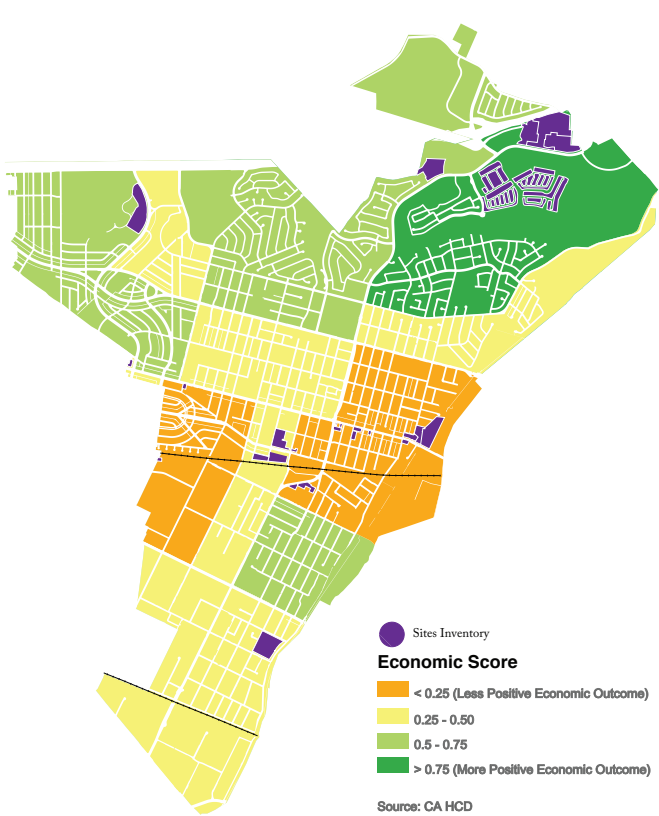 Sites Inventory
Economic Score
< 0.25 (Less Positive Economic Outcome)
0.25 - 0.50
0.5 - 0.75
> 0.75 (More Positive Economic Outcome)
Source: CA HCD